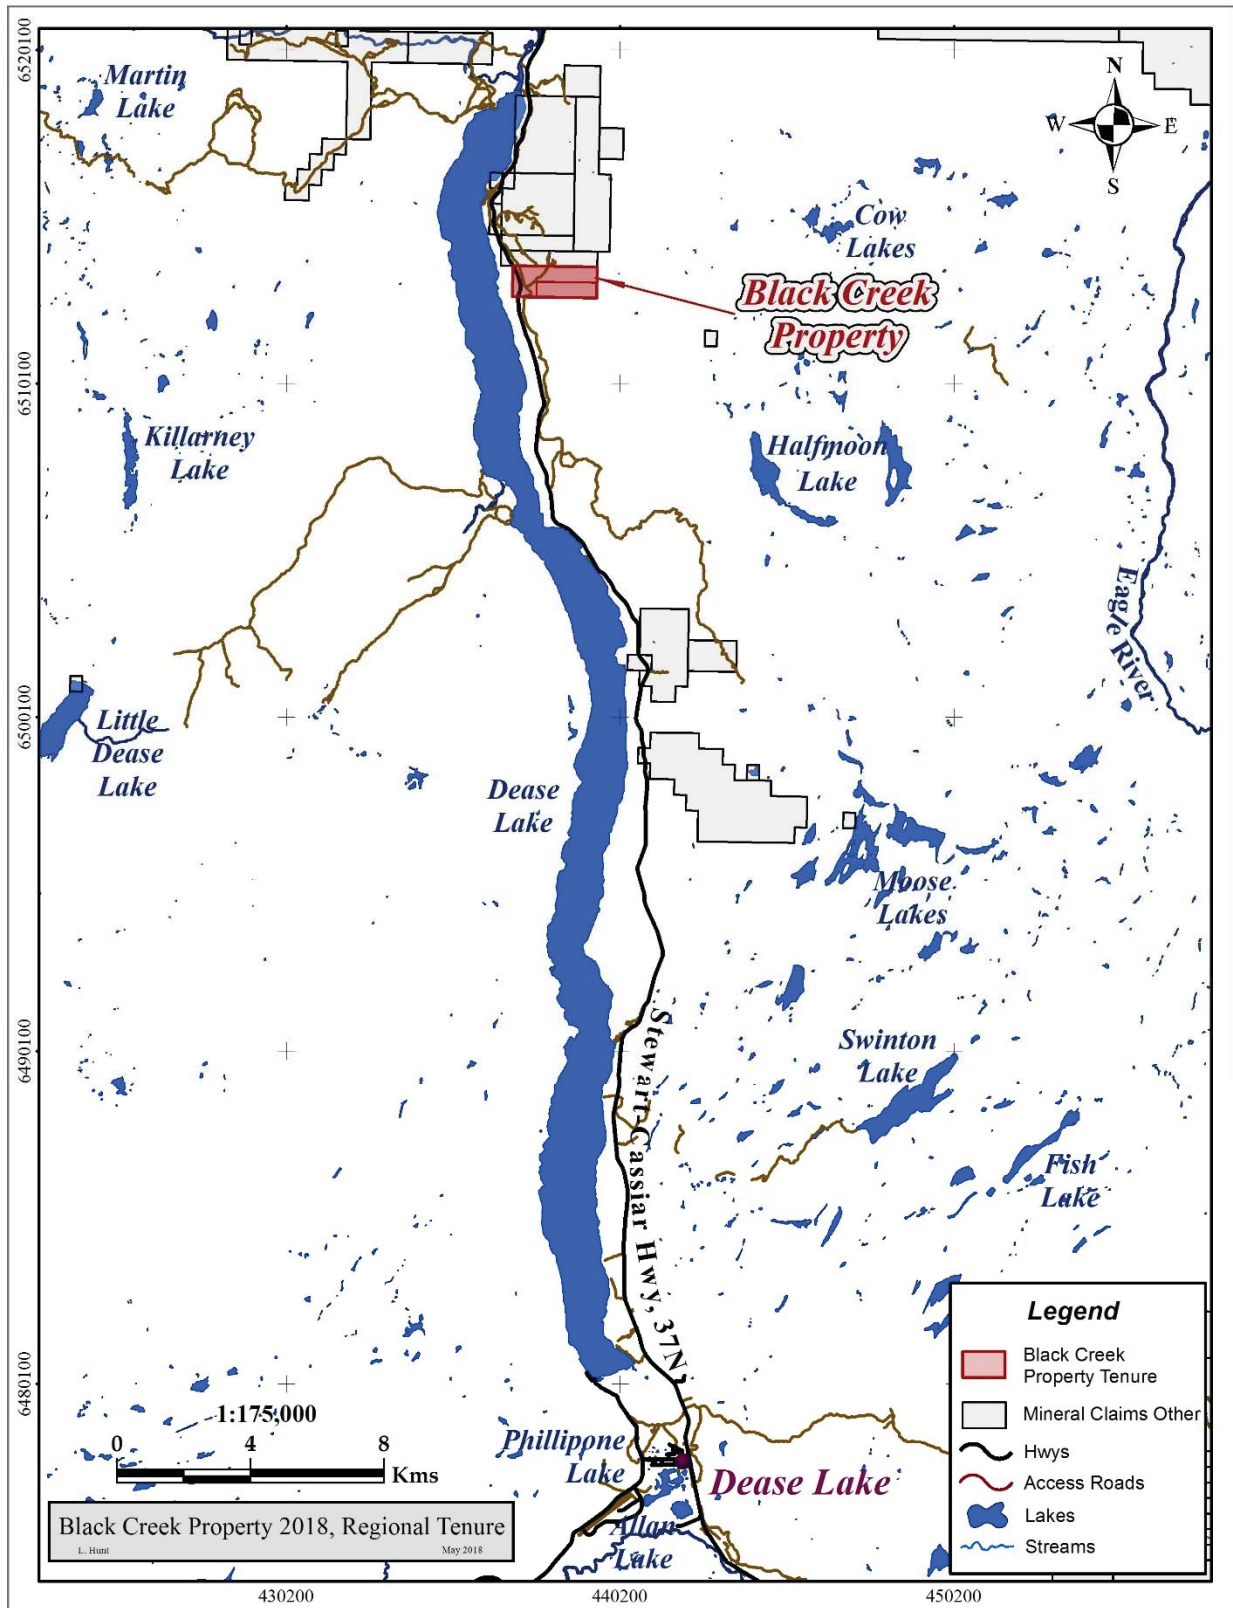 6520100
Martin
Lake
N
W
E
S
Cow
Lakes
Black Creek
Property
6510100
Killarney
Lake
Halfmoon
Lake
Eagle River
6500100
Little
Dease
Lake
Dease
Lake
Moose
Lakes
6490100
Stewart-Cassiar Hwy, 37N
Swinton
Lake
Fish
Lake
6480100
1:175,000
0 4 8
Kms
Phillipone
Lake
Dease Lake
Allan
Lake
Legend
Black Creek
Property Tenure
Mineral Claims Other
Hwys
Access Roads
Lakes
Streams
Black Creek Property 2018, Regional Tenure
L. Hunt May 2018
430200 440200 450200